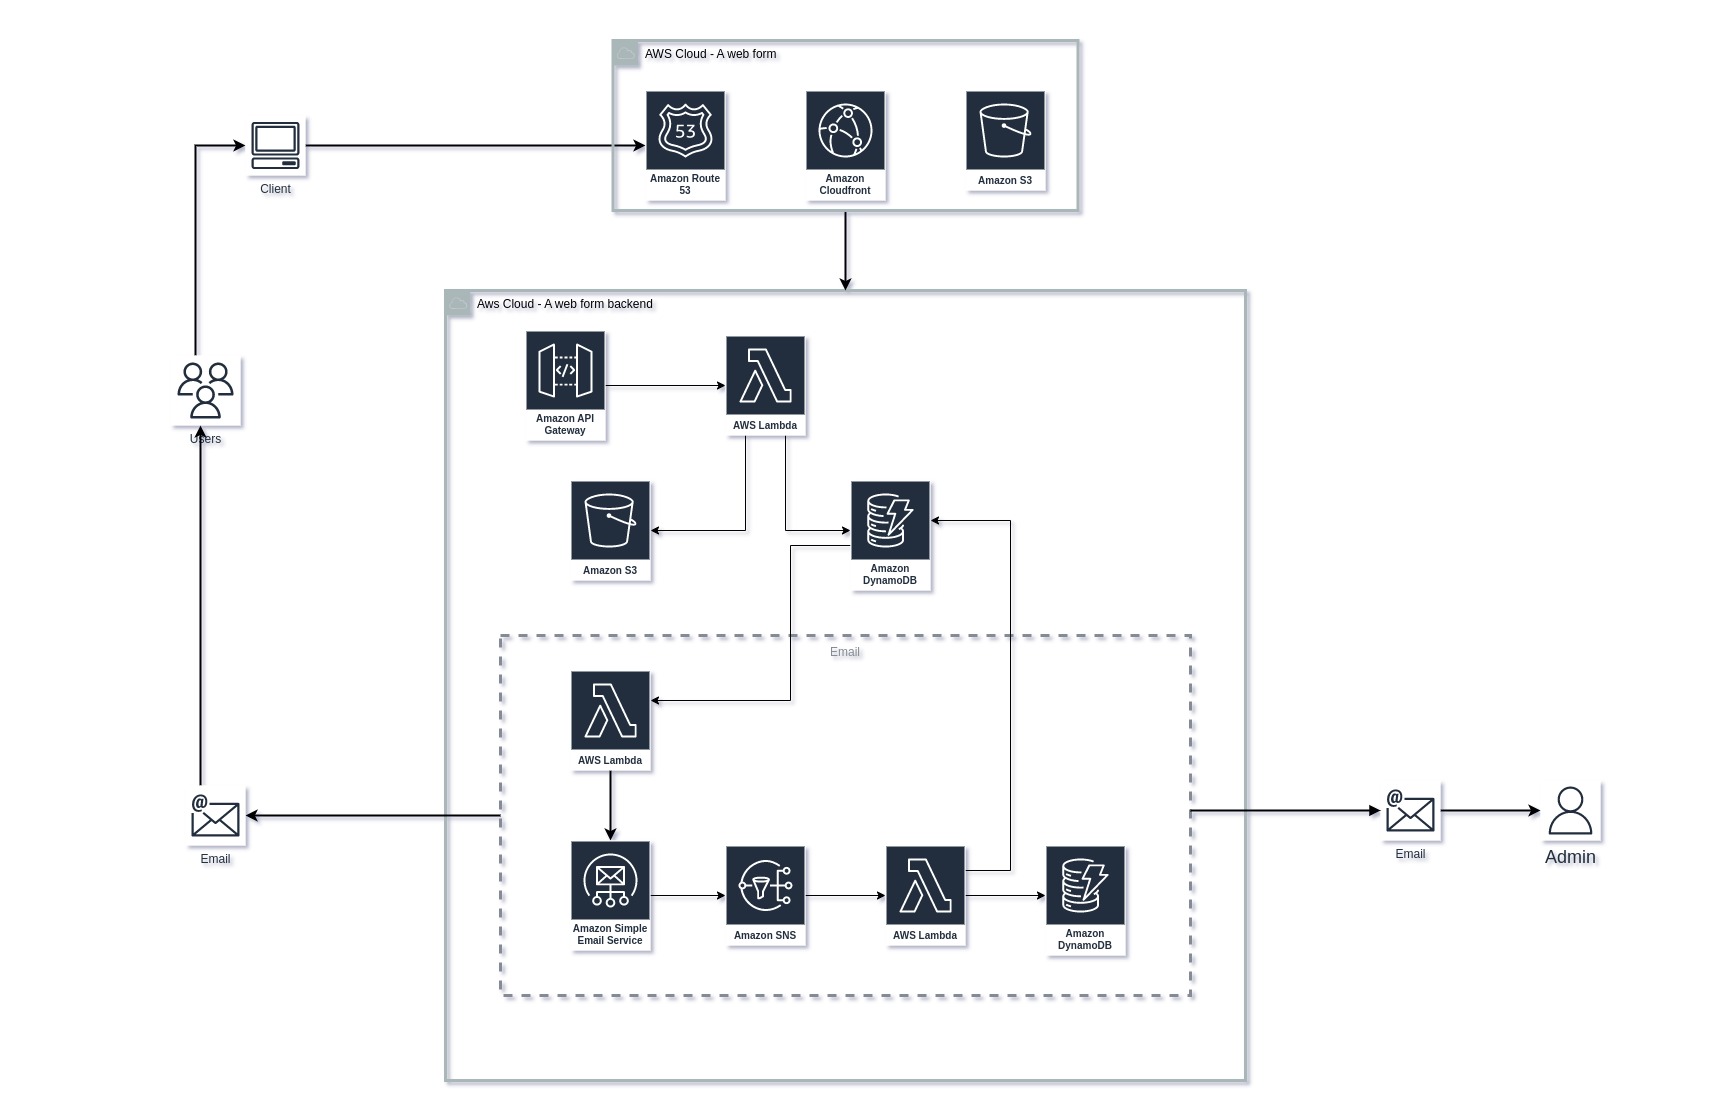 AWS Cloud - A web form
53
Amazon Route
53
Amazon
Cloudfront
Amazon S3
Client
Aws Cloud - A web form backend
</>
Amazon API
Gateway
AWS Lambda
Users
Amazon S3
Amazon
DynamoDB
Email
AWS Lambda
@
Email
@
Email
Admin
Amazon Simple
Email Service
Amazon SNS
AWS Lambda
Amazon
DynamoDB